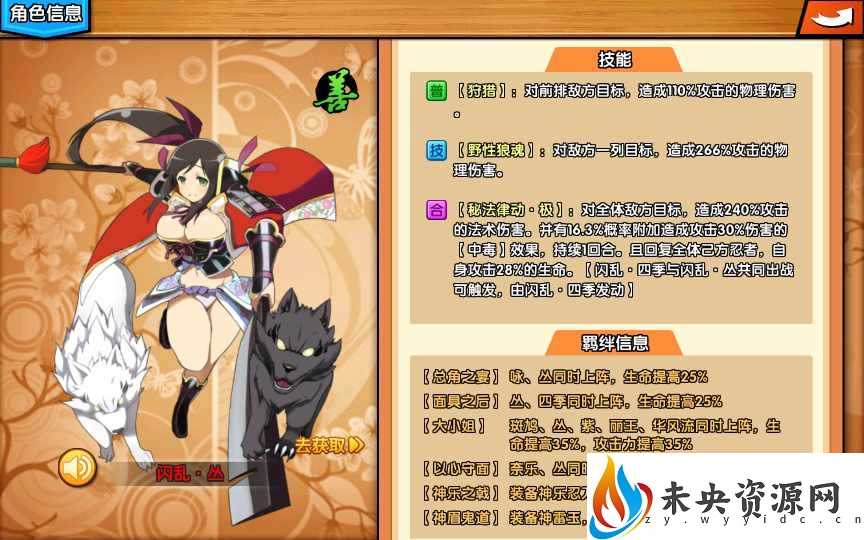 角色信息
善
技能
普 【狩猎】:对前排敌方目标,造成110%攻击的物理伤害
。
技 【野性狼魂】:对敌方一列目标,造成266%攻击的物
理伤害。
合 【秘法律动·极】:对全体敌方目标,造成240%攻击
的法术伤害。并有16.3%概率附加造成攻击30%伤害的
【中毒】效果,持续1回合。且回复全体己方忍者,自
身攻击28%的生命。【闪乱·四季与闪乱·丛共同出战
可触发,由闪乱·四季发动】
羁绊信息
【总角之宴】 咏、丛同时上阵,生命提高25%
【面具之后】 丛、四季同时上阵,生命提高25%
【大小姐】 斑鸠、丛、紫、丽王、华风流同时上阵,生
命提高35%,攻击力提高35%
【以心守面】 奈乐、丛同
【神乐之戟】 装备神乐忍
【神眉鬼道】 装备神雷玉,
去获取
闪乱·丛
未央资源网
zy.wyyidc.cn